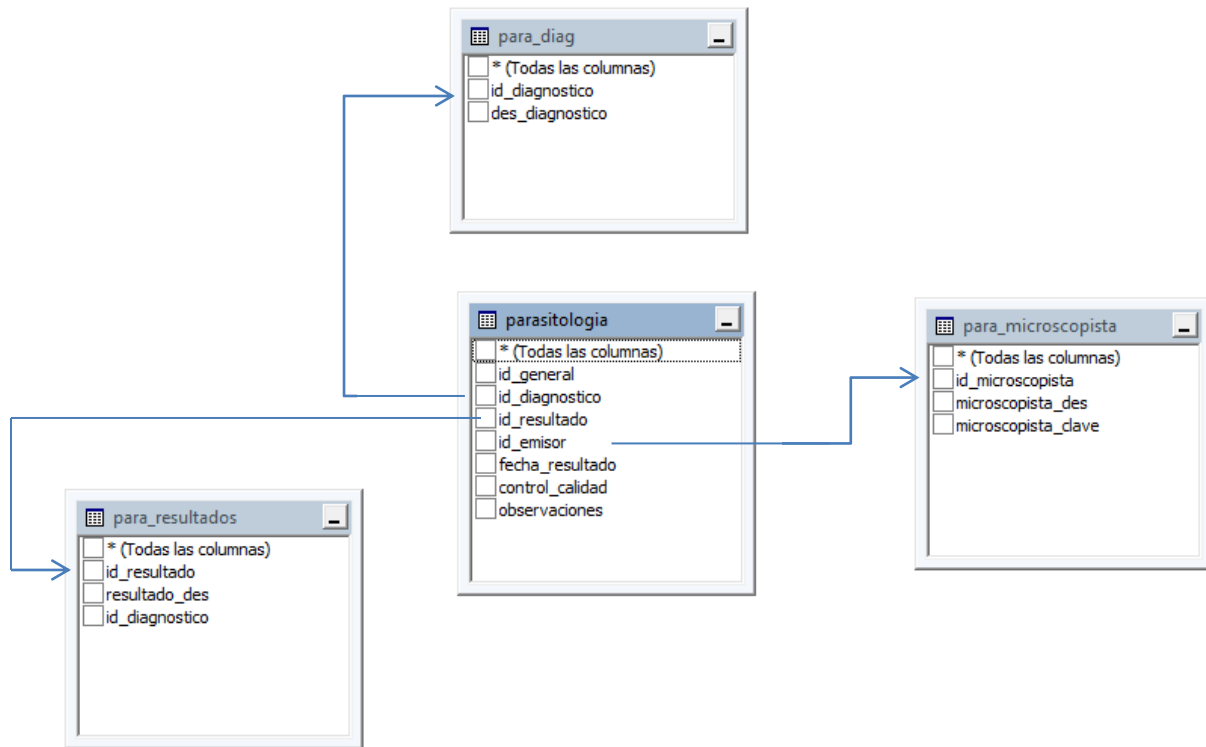 para_diag
* (Todas las columnas)
id_diagnostico
des_diagnostico
parasitologia
* (Todas las columnas)
id_general
id_diagnostico
id_resultado
id_emisor
fecha_resultado
control_calidad
observaciones
para_microscopista
* (Todas las columnas)
id_microscopista
microscopista_des
microscopista_clave
para_resultados
* (Todas las columnas)
id_resultado
resultado_des
id_diagnostico